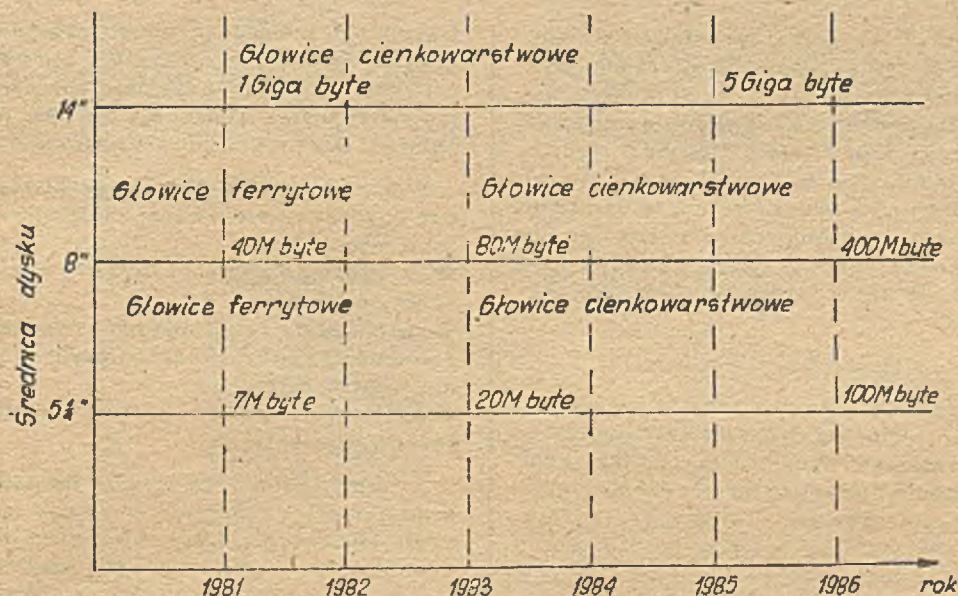 Głowice cienkowarstwowe
1 Giga byte
5 Giga byte
14"
Głowice ferrytowe
Głowice cienkowarstwowe
40M byte
80M byte
400M byte
8"
Głowice ferrytowe
Głowice cienkowarstwowe
7M byte
20M byte
100M byte
5¼"
Średnica dysku
1981
1982
1983
1984
1985
1986
rok